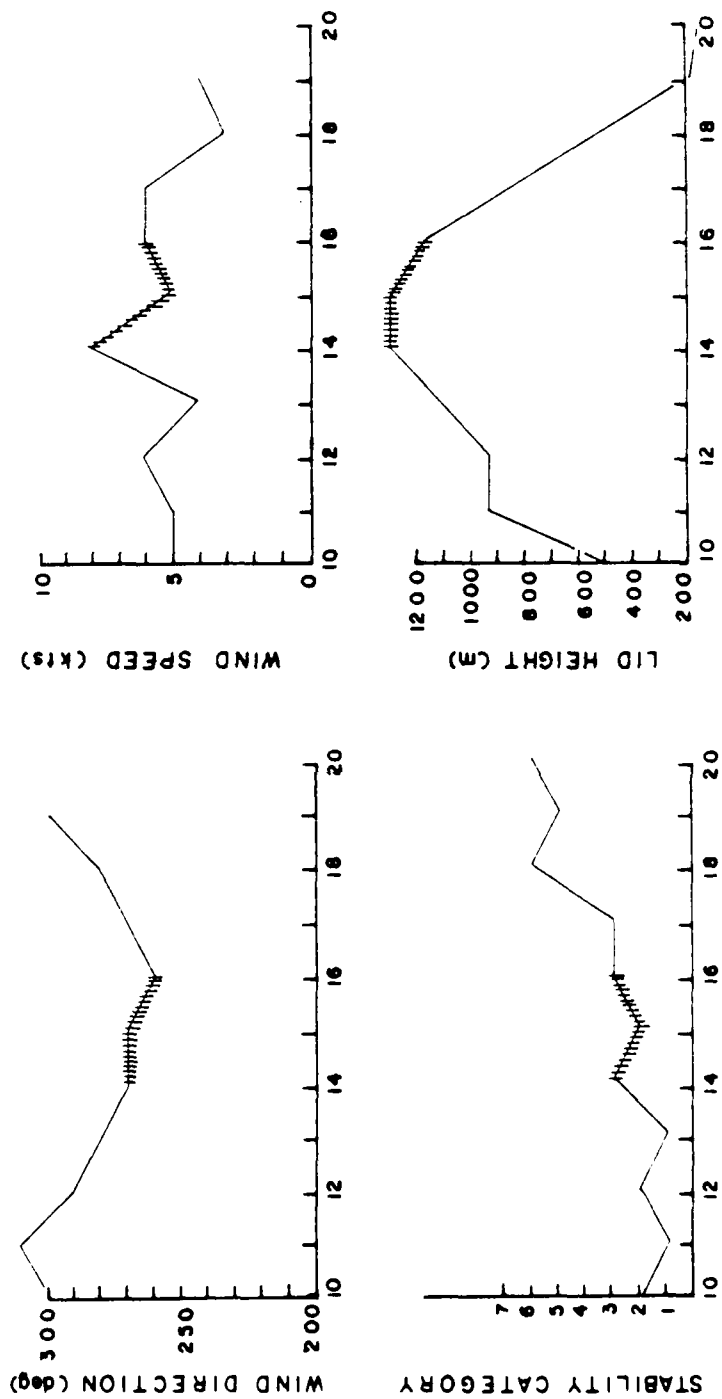 WIND DIRECTION (deg)
300
250
200
10 12 14 16 18 20
WIND SPEED (kts)
10
5
0
10 12 14 16 18 20
STABILITY CATEGORY
7
6
5
4
3
2
1
10 12 14 16 18 20
LID HEIGHT (m)
1200
1000
800
600
400
200
10 12 14 16 18 20